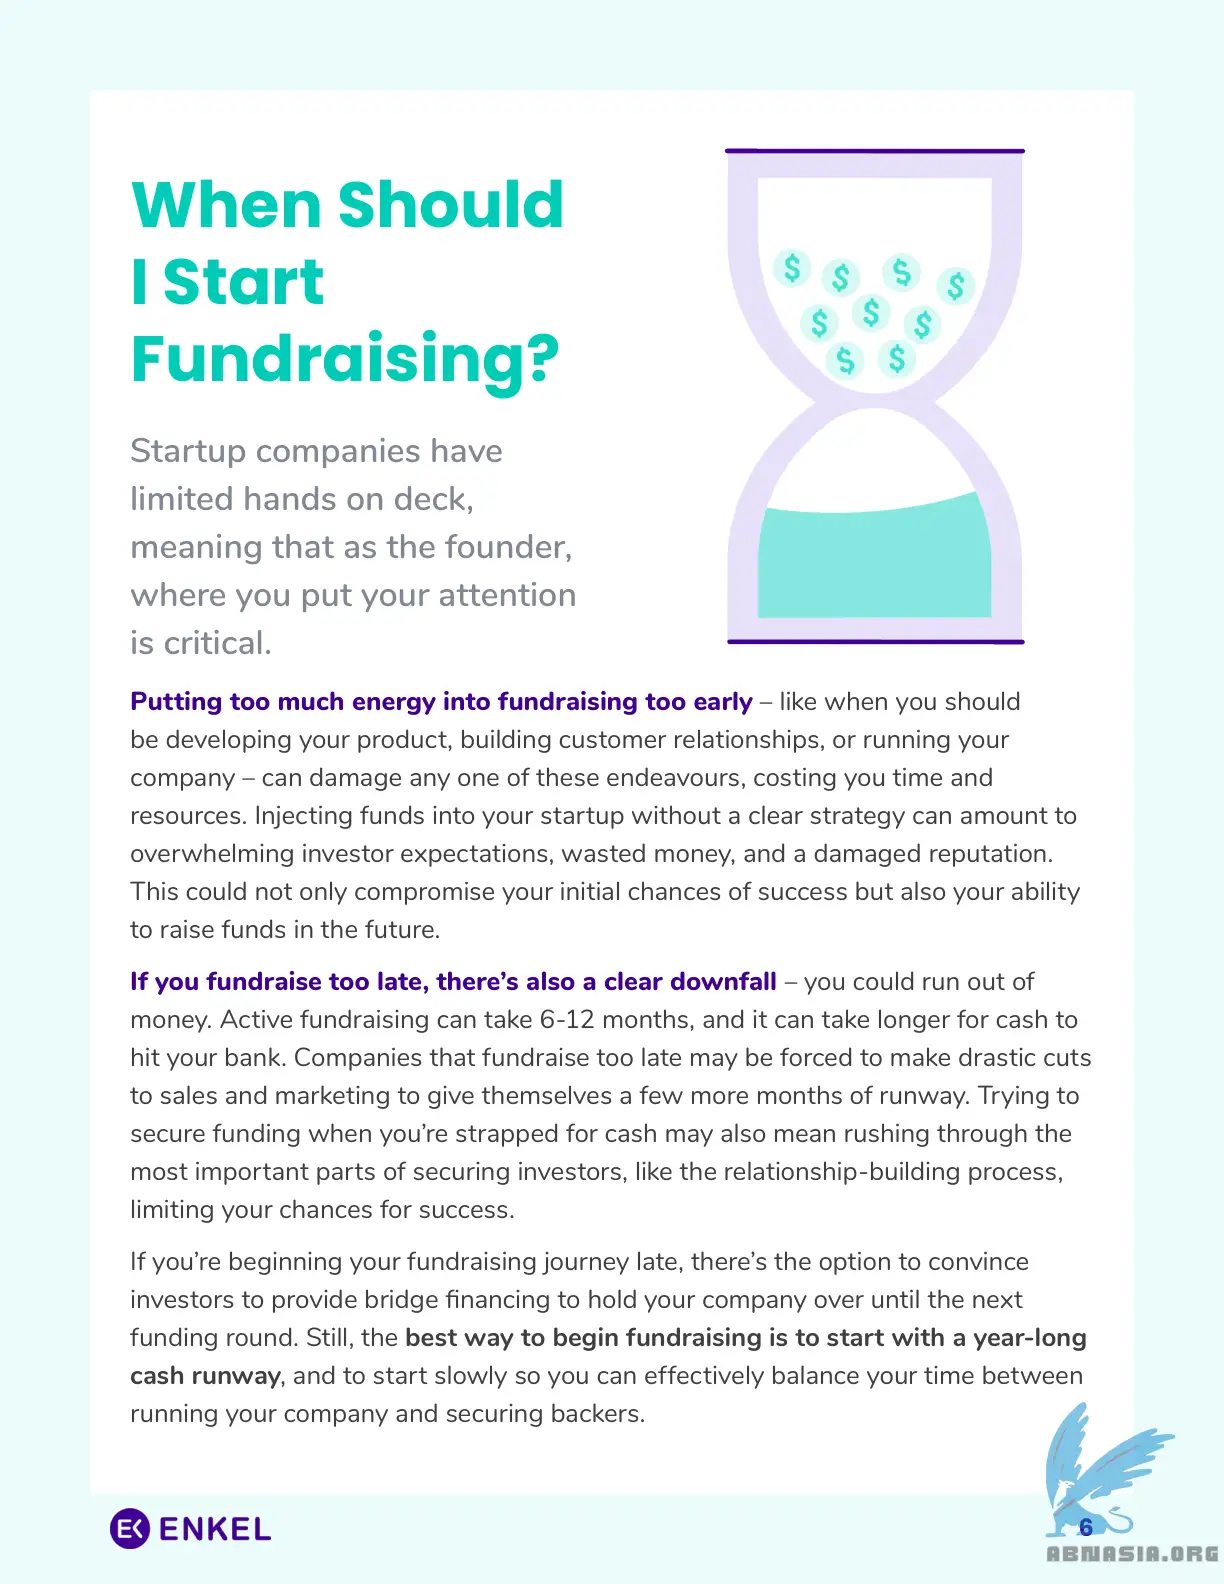 When Should
I Start
Fundraising?
Startup companies have
limited hands on deck,
meaning that as the founder,
where you put your attention
is critical.
$ $ $ $ $ $ $ $ $
Putting too much energy into fundraising too early – like when you should
be developing your product, building customer relationships, or running your
company – can damage any one of these endeavours, costing you time and
resources. Injecting funds into your startup without a clear strategy can amount to
overwhelming investor expectations, wasted money, and a damaged reputation.
This could not only compromise your initial chances of success but also your ability
to raise funds in the future.
If you fundraise too late, there’s also a clear downfall – you could run out of
money. Active fundraising can take 6-12 months, and it can take longer for cash to
hit your bank. Companies that fundraise too late may be forced to make drastic cuts
to sales and marketing to give themselves a few more months of runway. Trying to
secure funding when you’re strapped for cash may also mean rushing through the
most important parts of securing investors, like the relationship-building process,
limiting your chances for success.
If you’re beginning your fundraising journey late, there’s the option to convince
investors to provide bridge financing to hold your company over until the next
funding round. Still, the best way to begin fundraising is to start with a year-long
cash runway, and to start slowly so you can effectively balance your time between
running your company and securing backers.
EK ENKEL
6
ABNASIA.ORG